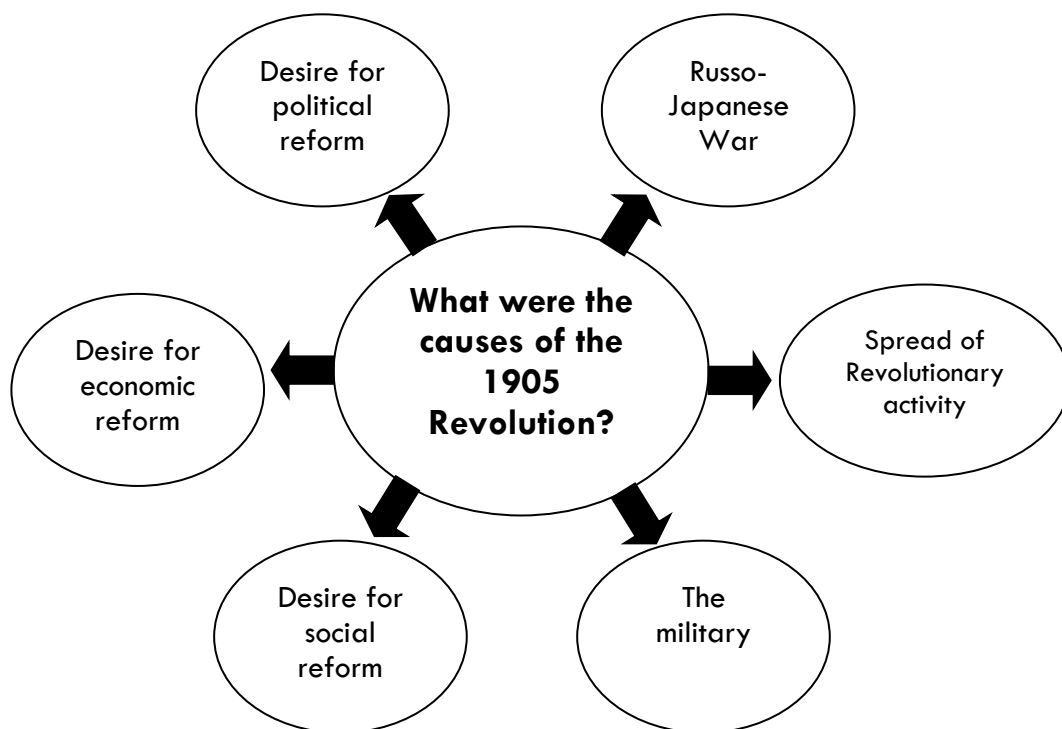 Desire for
political
reform
Russo-
Japanese
War
What were the
causes of the
1905
Revolution?
Desire for
economic
reform
Spread of
Revolutionary
activity
Desire for
social
reform
The
military